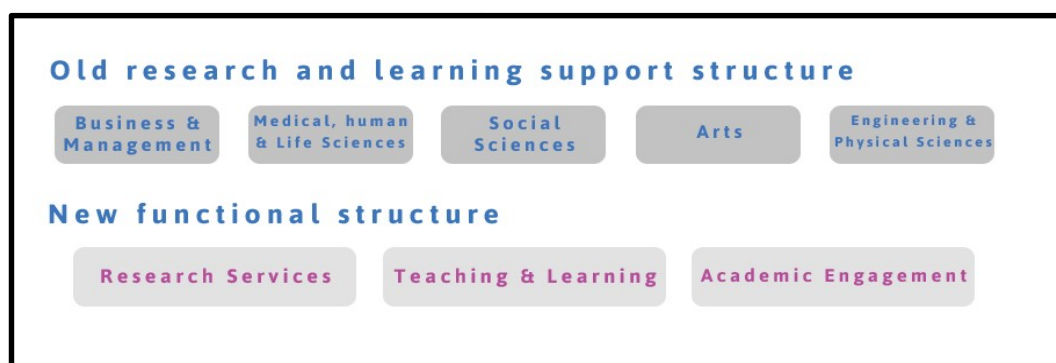 Old research and learning support structure
Business &
Management
Medical, human
& Life Sciences
Social
Sciences
Arts
Engineering &
Physical Sciences
New functional structure
Research Services
Teaching & Learning
Academic Engagement